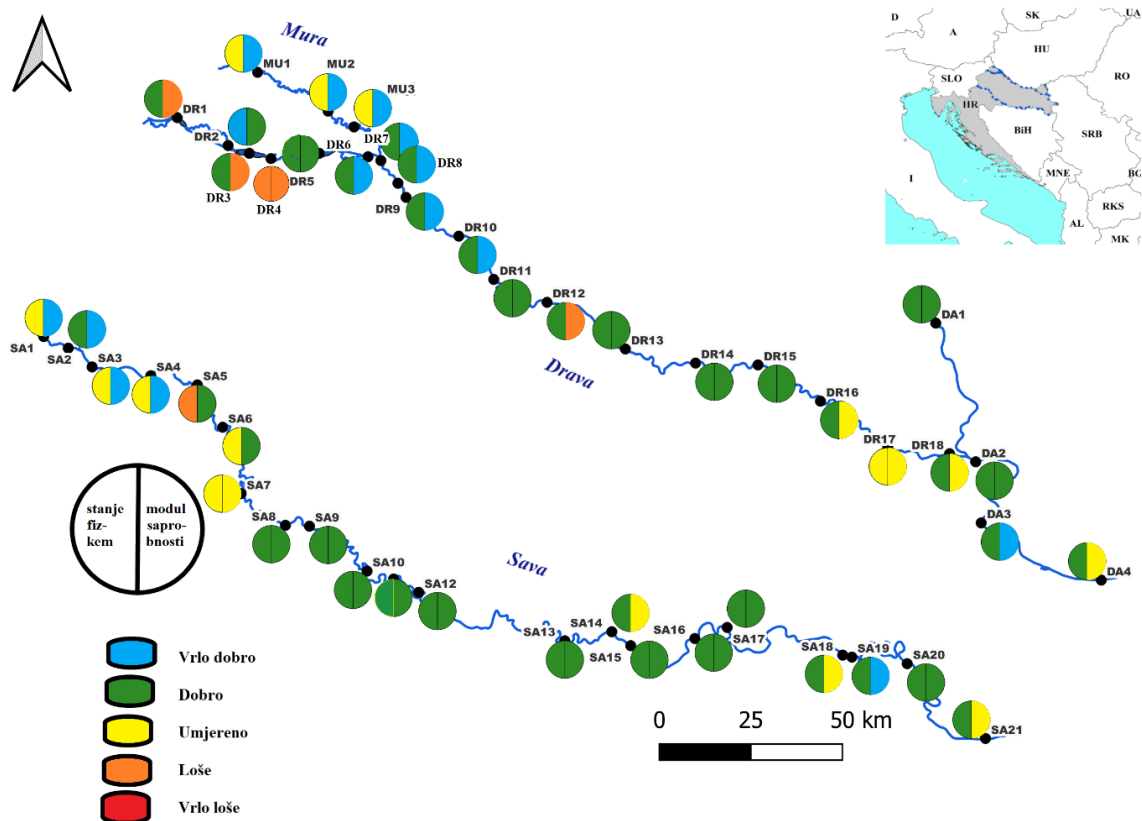 Mura
MU1
MU2
MU3
DR1
DR2
DR3
DR4
DR5
DR6
DR7
DR8
DR9
DR10
DR11
DR12
DR13
DR14
DR15
DR16
DR17
DR18
Drava
DA1
DA2
DA3
DA4
SA1
SA2
SA3
SA4
SA5
SA6
SA7
SA8
SA9
SA10
SA12
Sava
SA13
SA14
SA15
SA16
SA17
SA18
SA19
SA20
SA21
stanje
fiz-
kem
modul
sapro-
bnosti
Vrlo dobro
Dobro
Umjereno
Loše
Vrlo loše
0 25 50 km
D
A
SK
UA
HU
SLO
RO
HR
BiH
SRB
I
MNE
BG
RKS
AL
MK